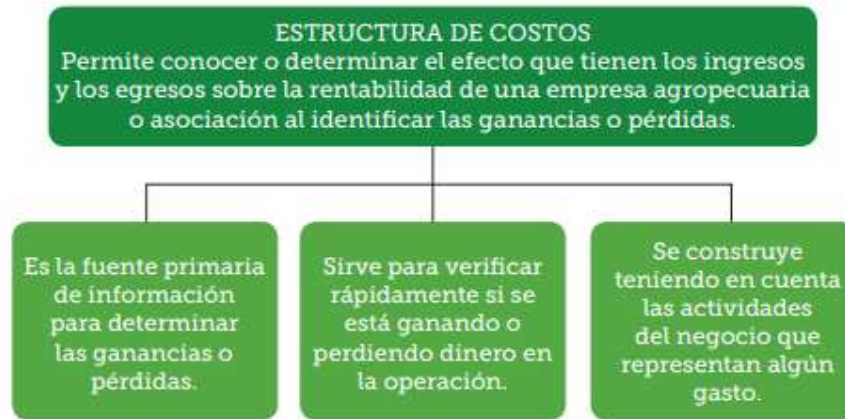 ESTRUCTURA DE COSTOS
Permite conocer o determinar el efecto que tienen los ingresos
y los egresos sobre la rentabilidad de una empresa agropecuaria
o asociación al identificar las ganancias o pérdidas.
Es la fuente primaria
de información
para determinar
las ganancias o
pérdidas.
Sirve para verificar
rápidamente si se
está ganando o
perdiendo dinero en
la operación.
Se construye
teniendo en cuenta
las actividades
del negocio que
representan algún
gasto.